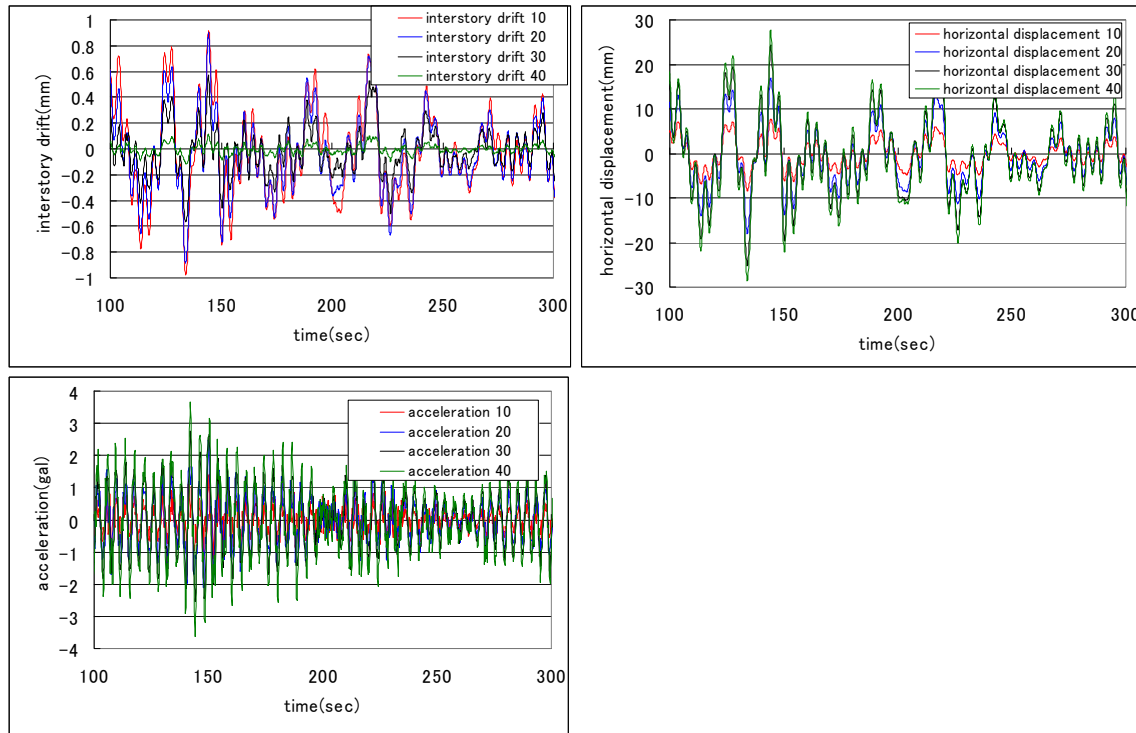 interstory drift(mm)
1
0.8
0.6
0.4
0.2
0
−0.2
−0.4
−0.6
−0.8
−1
interstory drift 10
interstory drift 20
interstory drift 30
interstory drift 40
100 150 200 250 300
time(sec)
horizontal displacement(mm)
30
20
10
0
−10
−20
−30
horizontal displacement 10
horizontal displacement 20
horizontal displacement 30
horizontal displacement 40
100 150 200 250 300
time(sec)
acceleration(gal)
4
3
2
1
0
−1
−2
−3
−4
acceleration 10
acceleration 20
acceleration 30
acceleration 40
100 150 200 250 300
time(sec)